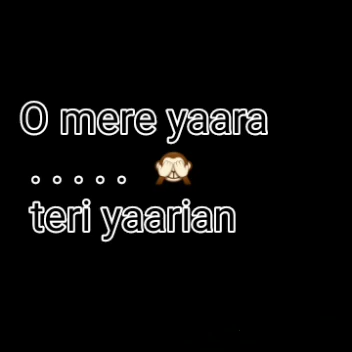 O mere yaara
. . . . . 🙈
teri yaarian